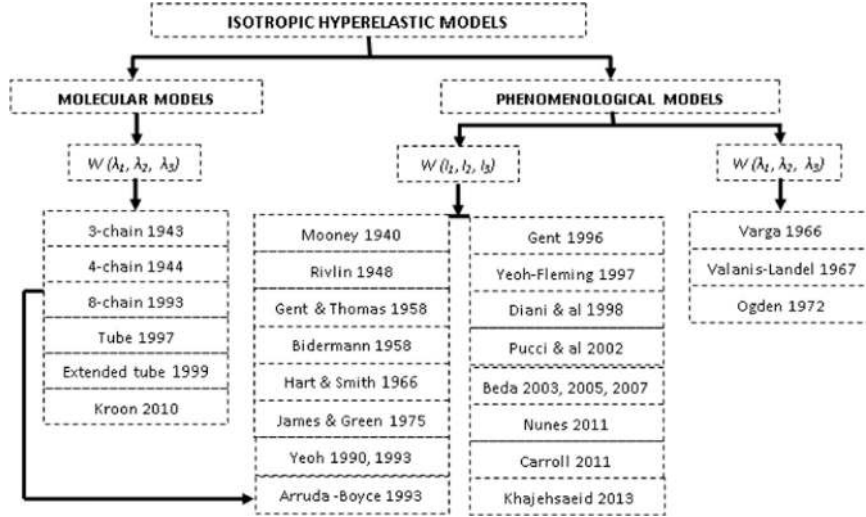 ISOTROPIC HYPERELASTIC MODELS
MOLECULAR MODELS
PHENOMENOLOGICAL MODELS
W (λ₁, λ₂, λ₃)
W (I₁, I₂, I₃)
W (λ₁, λ₂, λ₃)
3-chain 1943
4-chain 1944
8-chain 1993
Tube 1997
Extended tube 1999
Kroon 2010
Mooney 1940
Rivlin 1948
Gent & Thomas 1958
Bidermann 1958
Hart & Smith 1966
James & Green 1975
Yeoh 1990, 1993
Arruda -Boyce 1993
Gent 1996
Yeoh-Fleming 1997
Diani & al 1998
Pucci & al 2002
Beda 2003, 2005, 2007
Nunes 2011
Carroll 2011
Khajehsaeid 2013
Varga 1966
Valanis-Landel 1967
Ogden 1972